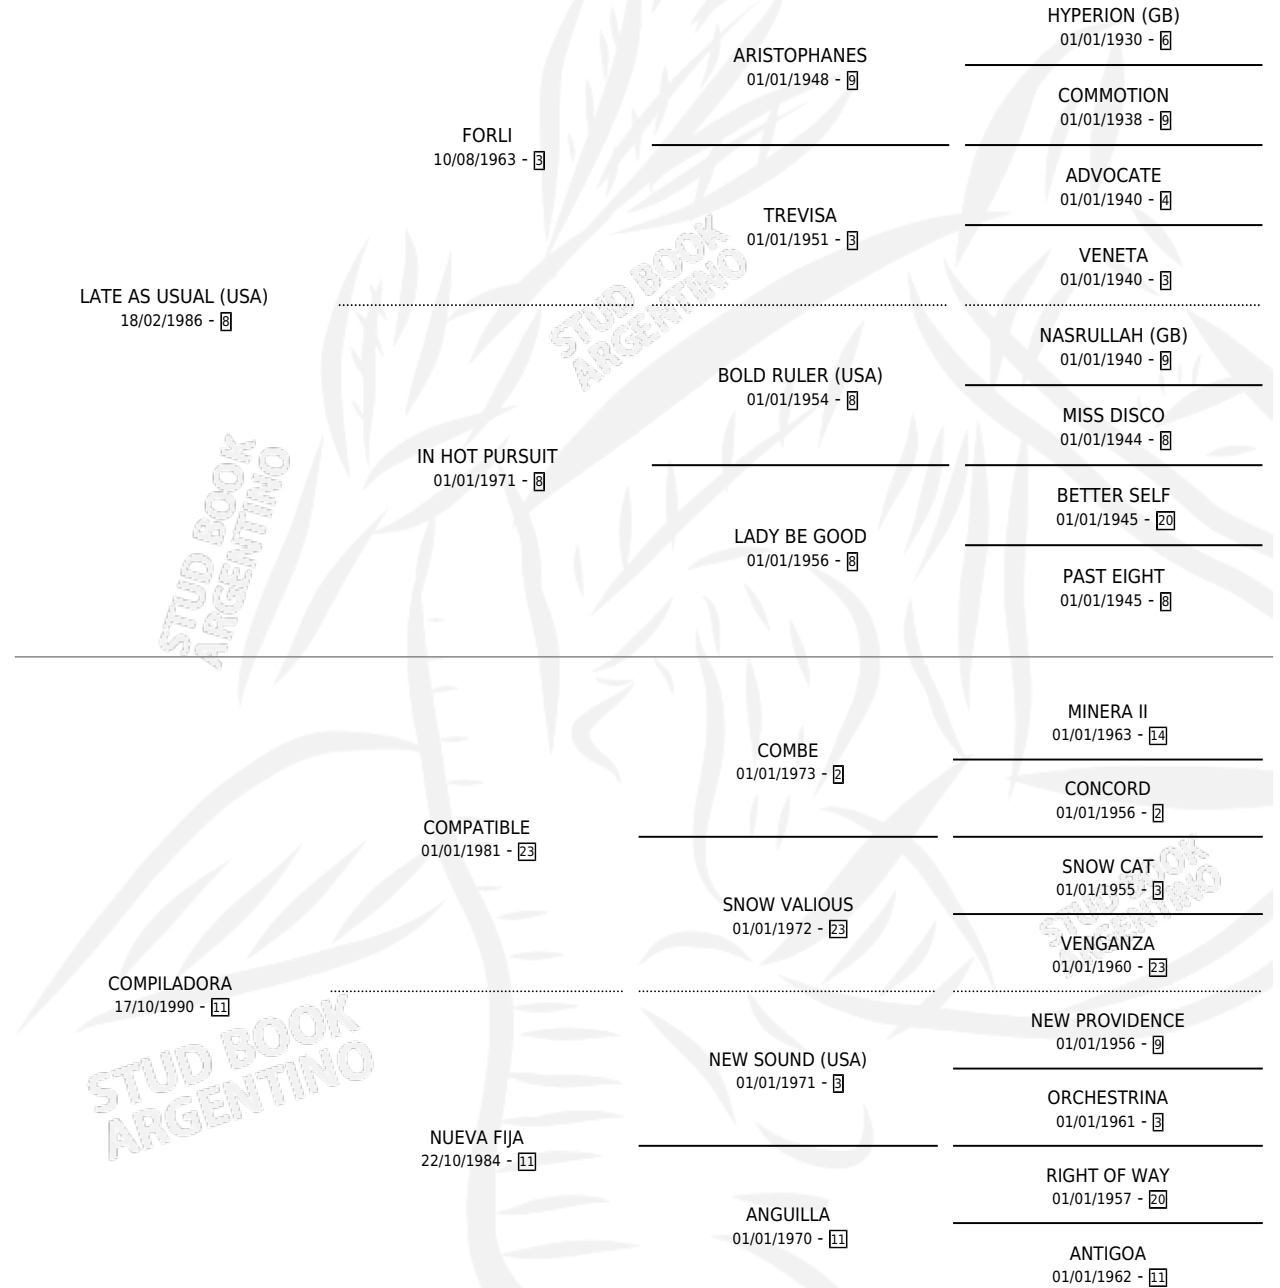 HYPERION (GB)
01/01/1930 - 6
ARISTOPHANES
01/01/1948 - 9
COMMOTION
01/01/1938 - 9
FORLI
10/08/1963 - 3
ADVOCATE
01/01/1940 - 4
TREVISA
01/01/1951 - 3
VENETA
01/01/1940 - 3
LATE AS USUAL (USA)
18/02/1986 - 8
STUD BOOK
ARGENTINO
NASRULLAH (GB)
01/01/1940 - 9
BOLD RULER (USA)
01/01/1954 - 8
MISS DISCO
01/01/1944 - 8
IN HOT PURSUIT
01/01/1971 - 8
BETTER SELF
01/01/1945 - 20
LADY BE GOOD
01/01/1956 - 8
PAST EIGHT
01/01/1945 - 8
STUD BOOK
ARGENTINO
MINERA II
01/01/1963 - 14
COMBE
01/01/1973 - 2
CONCORD
01/01/1956 - 2
COMPATIBLE
01/01/1981 - 23
SNOW CAT
01/01/1955 - 3
SNOW VALIOUS
01/01/1972 - 23
STUD BOOK
ARGENTINO
VENGANZA
01/01/1960 - 23
COMPILADORA
17/10/1990 - 11
NEW PROVIDENCE
01/01/1956 - 9
NEW SOUND (USA)
01/01/1971 - 3
STUD BOOK
ARGENTINO
ORCHESTRINA
01/01/1961 - 3
NUEVA FIJA
22/10/1984 - 11
RIGHT OF WAY
01/01/1957 - 20
ANGUILLA
01/01/1970 - 11
ANTIGOA
01/01/1962 - 11